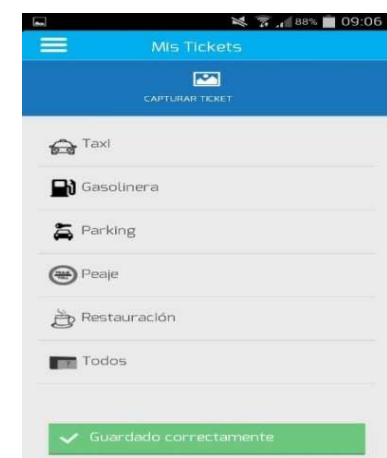 88% 09:06
Mis Tickets
CAPTURAR TICKET
Taxi
Gasolinera
Parking
Peaje
Restauración
Todos
Guardado correctamente